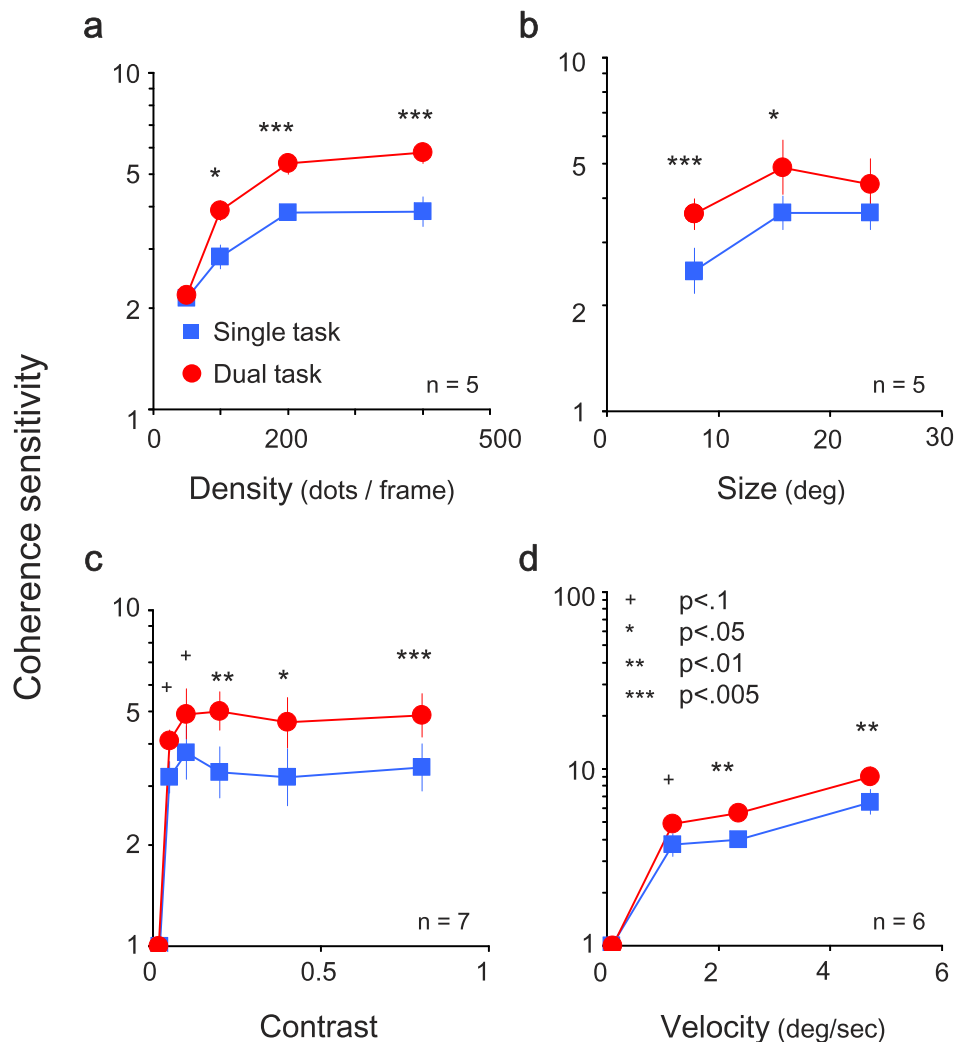 Coherence sensitivity
a
10
5
2
1
* *** ***
Single task
Dual task
n = 5
0 200 500
Density (dots / frame)
b
10
5
2
1
*** *
n = 5
0 10 20 30
Size (deg)
c
10
5
2
1
+ + ** * ***
n = 7
0 0.5 1
Contrast
d
100
10
1
+ p<.1
* p<.05
** p<.01
*** p<.005
+ ** **
n = 6
0 2 4 6
Velocity (deg/sec)